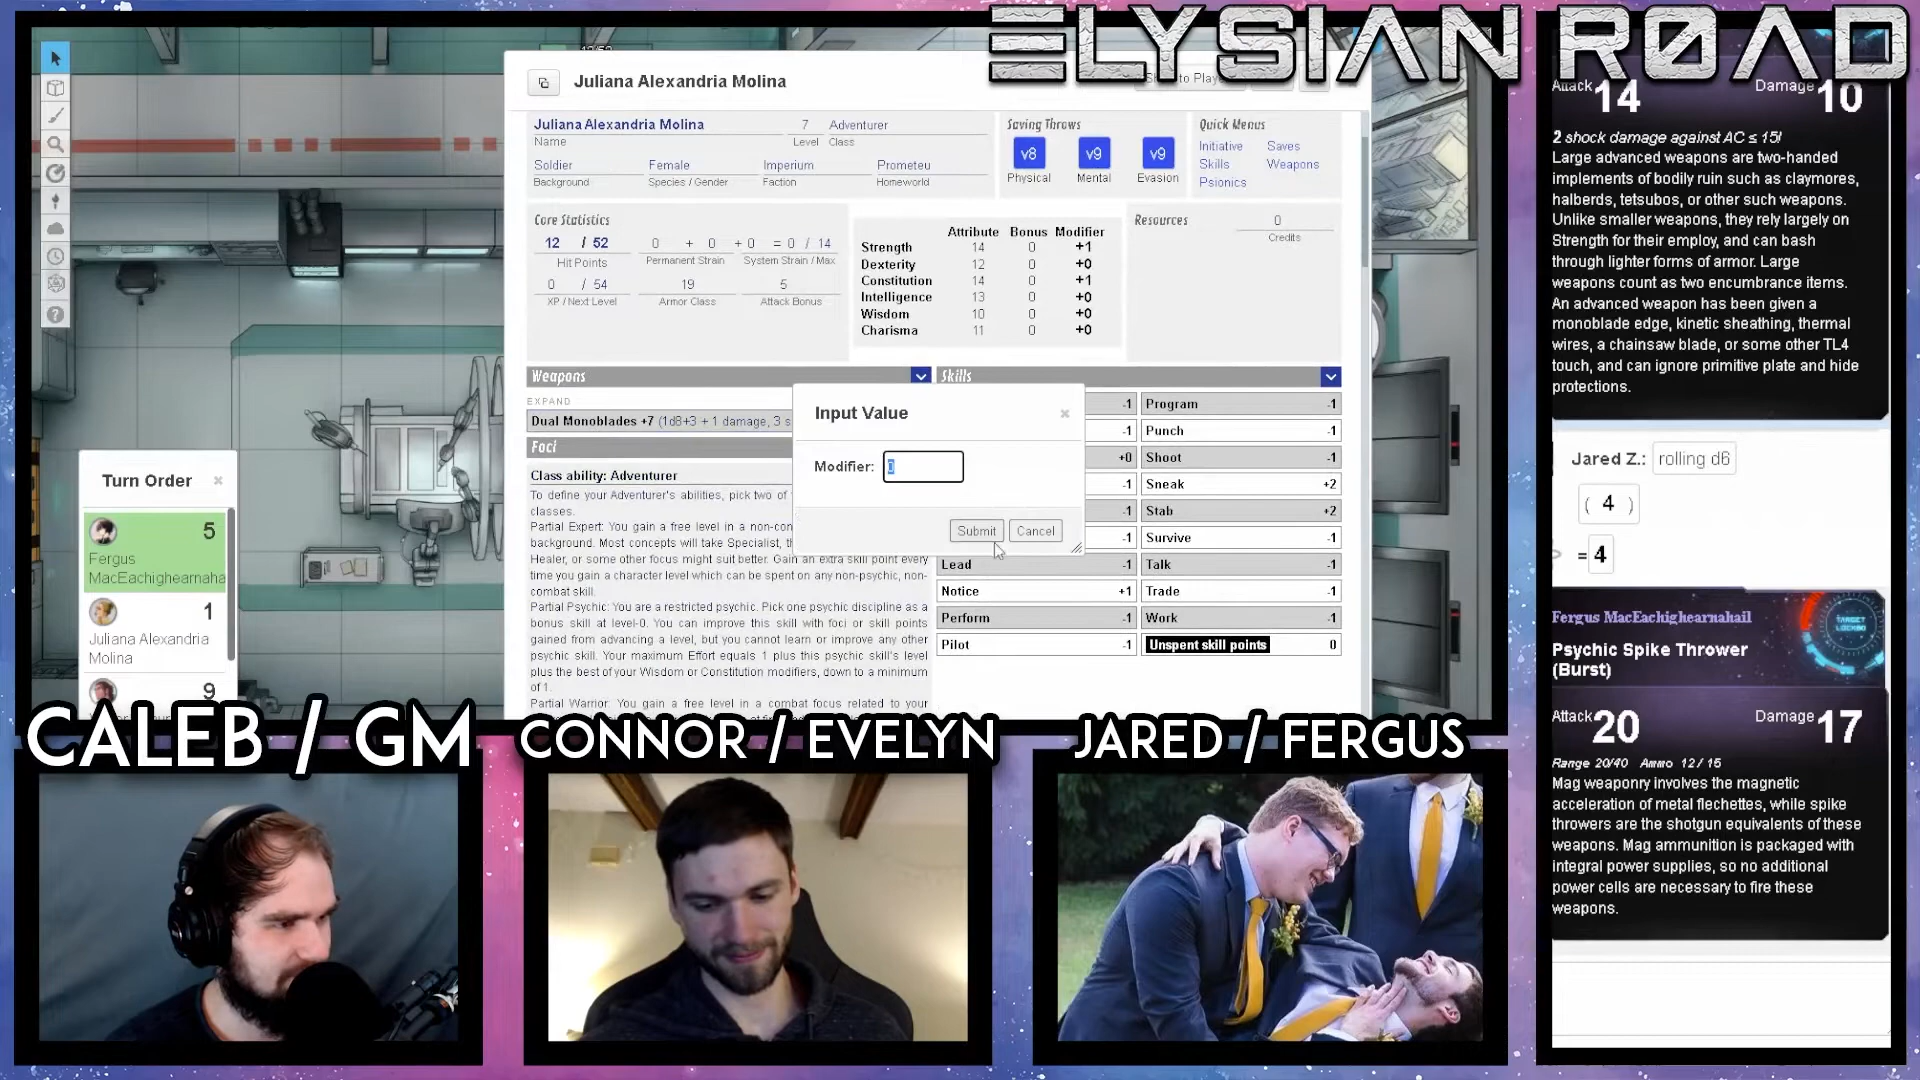 ELYSIAN RØAD
Juliana Alexandria Molina
Juliana Alexandria Molina
7
Adventurer
Name
Level
Class
Soldier
Female
Imperium
Prometeu
Background
Species / Gender
Faction
Homeworld
Saving Throws
v8
v9
v9
Physical
Mental
Evasion
Quick Menus
Initiative
Saves
Skills
Weapons
Psionics
Core Statistics
12 / 52
0 + 0 + 0 = 0 / 14
Hit Points
Permanent Strain
System Strain / Max
0 / 54
19
5
XP / Next Level
Armor Class
Attack Bonus
Attribute Bonus Modifier
Strength 14 0 +1
Dexterity 12 0 +0
Constitution 14 0 +1
Intelligence 13 0 +0
Wisdom 10 0 +0
Charisma 11 0 +0
Resources
0
Credits
Weapons
EXPAND
Dual Monoblades +7 (1d8+3 + 1 damage, 3 s
Foci
Class ability: Adventurer
To define your Adventurer's abilities, pick two of
classes.
Partial Expert: You gain a free level in a non-con
background. Most concepts will take Specialist, th
Healer, or some other focus might suit better. Gain an extra skill point every
time you gain a character level which can be spent on any non-psychic, non-
combat skill.
Partial Psychic: You are a restricted psychic. Pick one psychic discipline as a
bonus skill at level-0. You can improve this skill with foci or skill points
gained from advancing a level, but you cannot learn or improve any other
psychic skill. Your maximum Effort equals 1 plus this psychic skill's level
plus the best of your Wisdom or Constitution modifiers, down to a minimum
of 1.
Partial Warrior: You gain a free level in a combat focus related to your
Skills
-1
Program -1
-1
Punch -1
+0
Shoot -1
-1
Sneak +2
-1
Stab +2
-1
Survive -1
Lead -1
Talk -1
Notice +1
Trade -1
Perform -1
Work -1
Pilot -1
Unspent skill points 0
Input Value
×
Modifier:
0
Submit
Cancel
Turn Order
×
5
Fergus
MacEachighearnaha
1
Juliana Alexandria
Molina
9
CALEB / GM
CONNOR / EVELYN
JARED / FERGUS
Attack 14
Damage 10
2 shock damage against AC ≤ 15!
Large advanced weapons are two-handed
implements of bodily ruin such as claymores,
halberds, tetsubos, or other such weapons.
Unlike smaller weapons, they rely largely on
Strength for their employ, and can bash
through lighter forms of armor. Large
weapons count as two encumbrance items.
An advanced weapon has been given a
monoblade edge, kinetic sheathing, thermal
wires, a chainsaw blade, or some other TL4
touch, and can ignore primitive plate and hide
protections.
Jared Z.: rolling d6
( 4 )
= 4
Fergus MacEachighearnahail
TARGET
LOCKED
Psychic Spike Thrower
(Burst)
Attack 20
Damage 17
Range 20/40 Ammo 12 / 15
Mag weaponry involves the magnetic
acceleration of metal flechettes, while spike
throwers are the shotgun equivalents of these
weapons. Mag ammunition is packaged with
integral power supplies, so no additional
power cells are necessary to fire these
weapons.